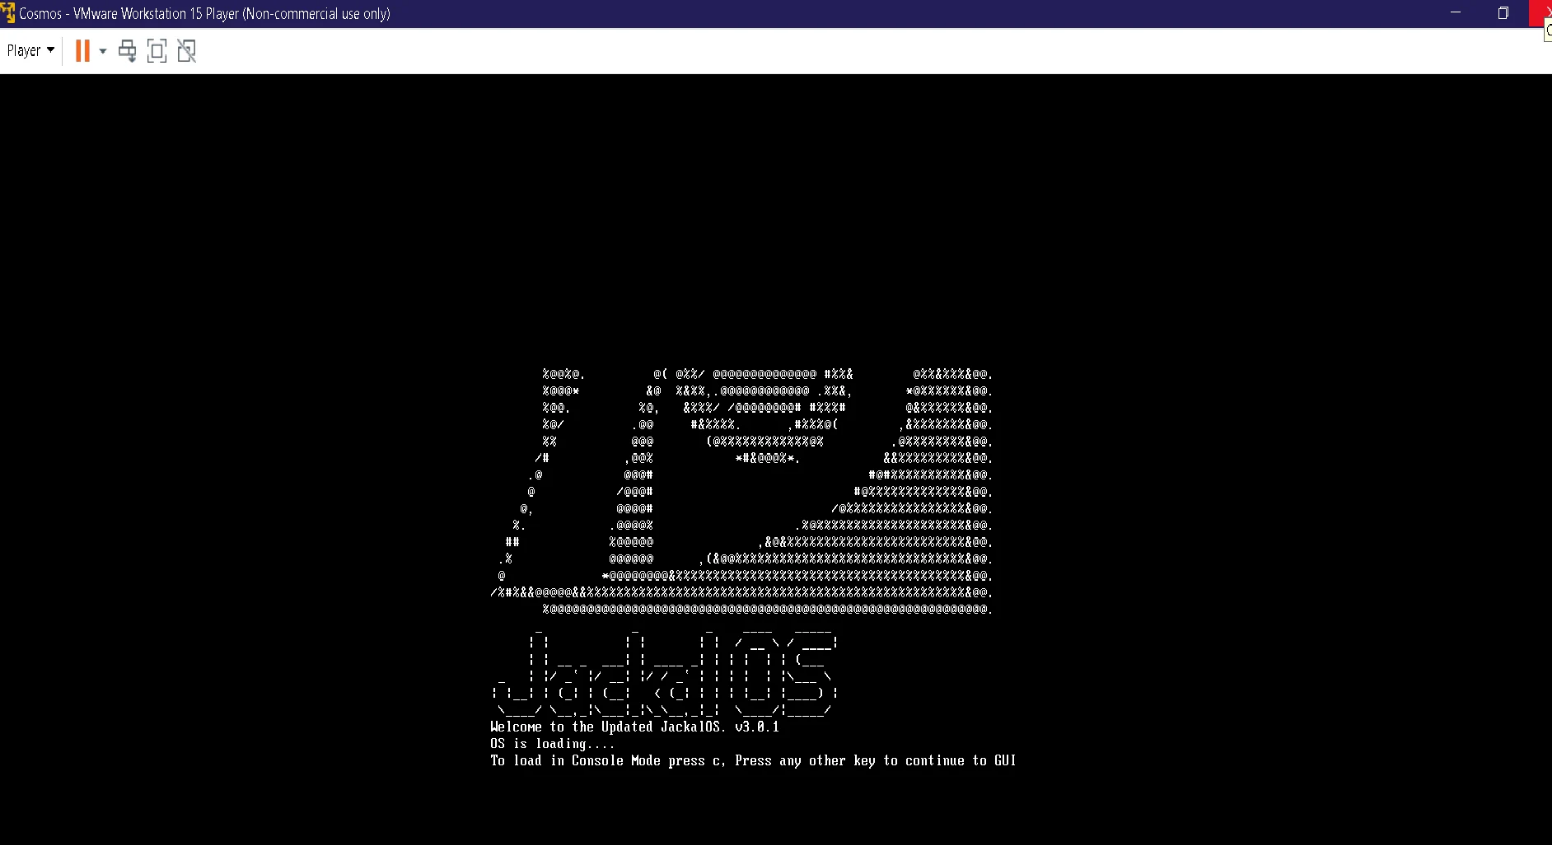 Cosmos - VMware Workstation 15 Player (Non-commercial use only)
Player
JackalOS
Welcome to the Updated JackalOS. v3.0.1
OS is loading....
To load in Console Mode press c, Press any other key to continue to GUI